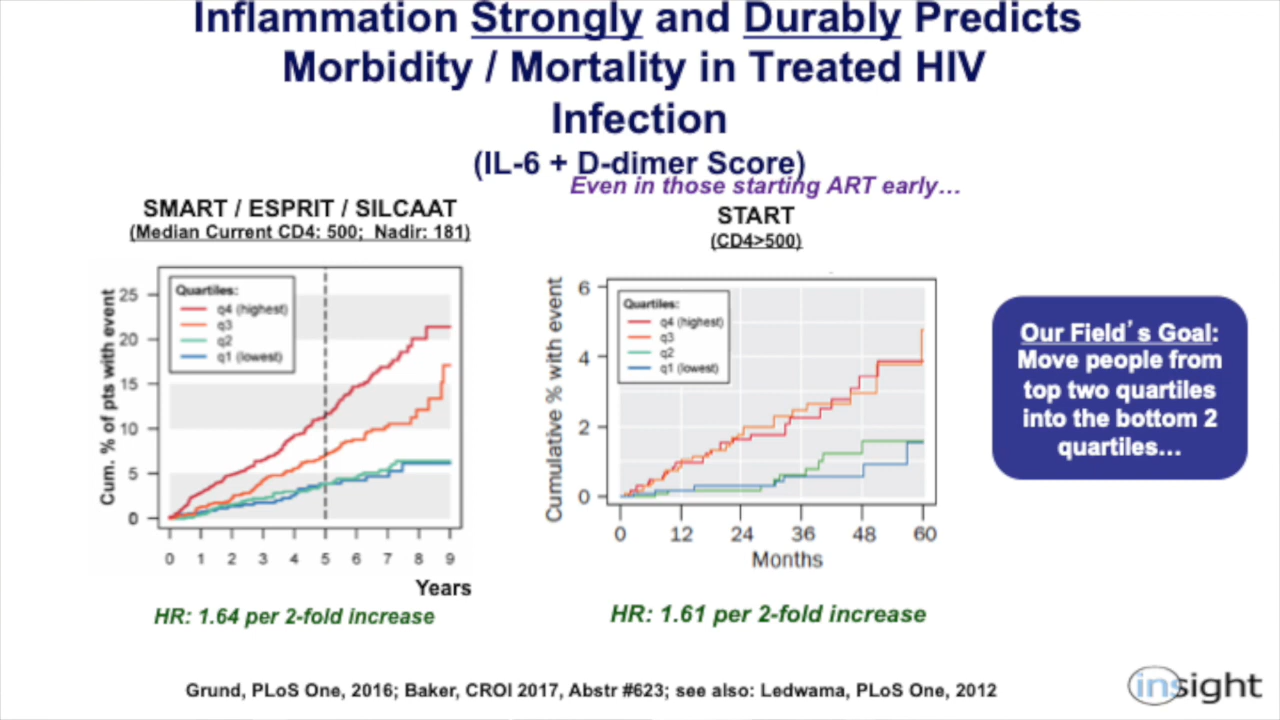 Inflammation Strongly and Durably Predicts
Morbidity / Mortality in Treated HIV
Infection
(IL-6 + D-dimer Score)
Even in those starting ART early…
SMART / ESPRIT / SILCAAT
(Median Current CD4: 500; Nadir: 181)
Cum. % of pts with event
25
20
15
10
5
0
Quartiles:
q4 (highest)
q3
q2
q1 (lowest)
0 1 2 3 4 5 6 7 8 9
Years
HR: 1.64 per 2-fold increase
START
(CD4>500)
Cumulative % with event
6
4
2
0
Quartiles:
q4 (highest)
q3
q2
q1 (lowest)
0 12 24 36 48 60
Months
HR: 1.61 per 2-fold increase
Our Field's Goal:
Move people from
top two quartiles
into the bottom 2
quartiles…
Grund, PLoS One, 2016; Baker, CROI 2017, Abstr #623; see also: Ledwama, PLoS One, 2012
insight